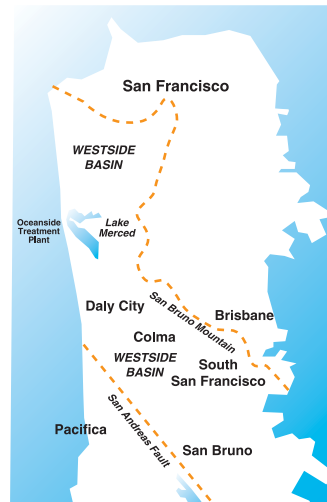 San Francisco
WESTSIDE
BASIN
Oceanside
Treatment
Plant
Lake
Merced
Daly City
San Bruno Mountain
Brisbane
Colma
WESTSIDE
BASIN
South
San Francisco
San Andreas Fault
Pacifica
San Bruno